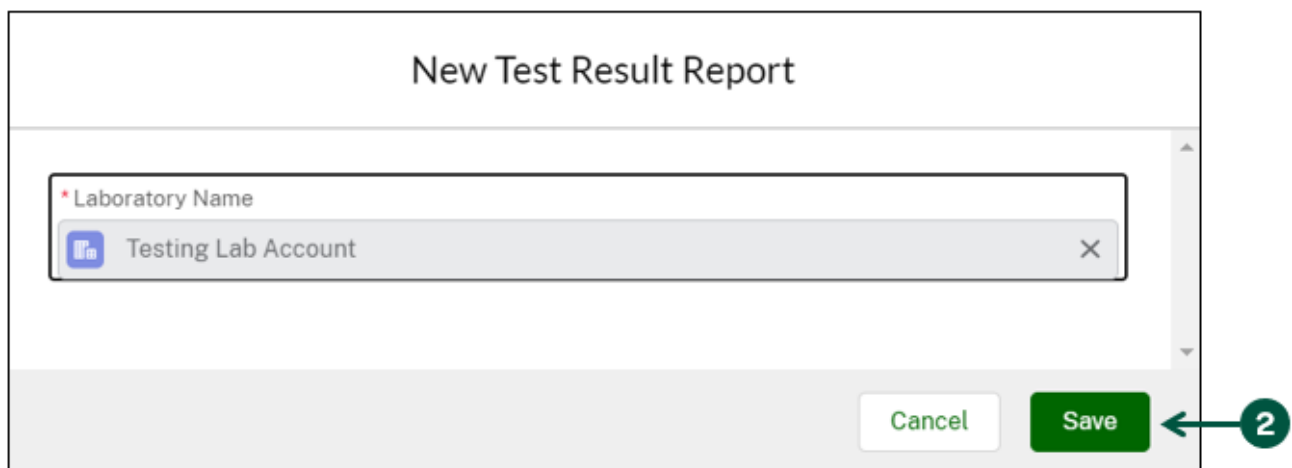 New Test Result Report
* Laboratory Name
Testing Lab Account
Cancel
Save
2